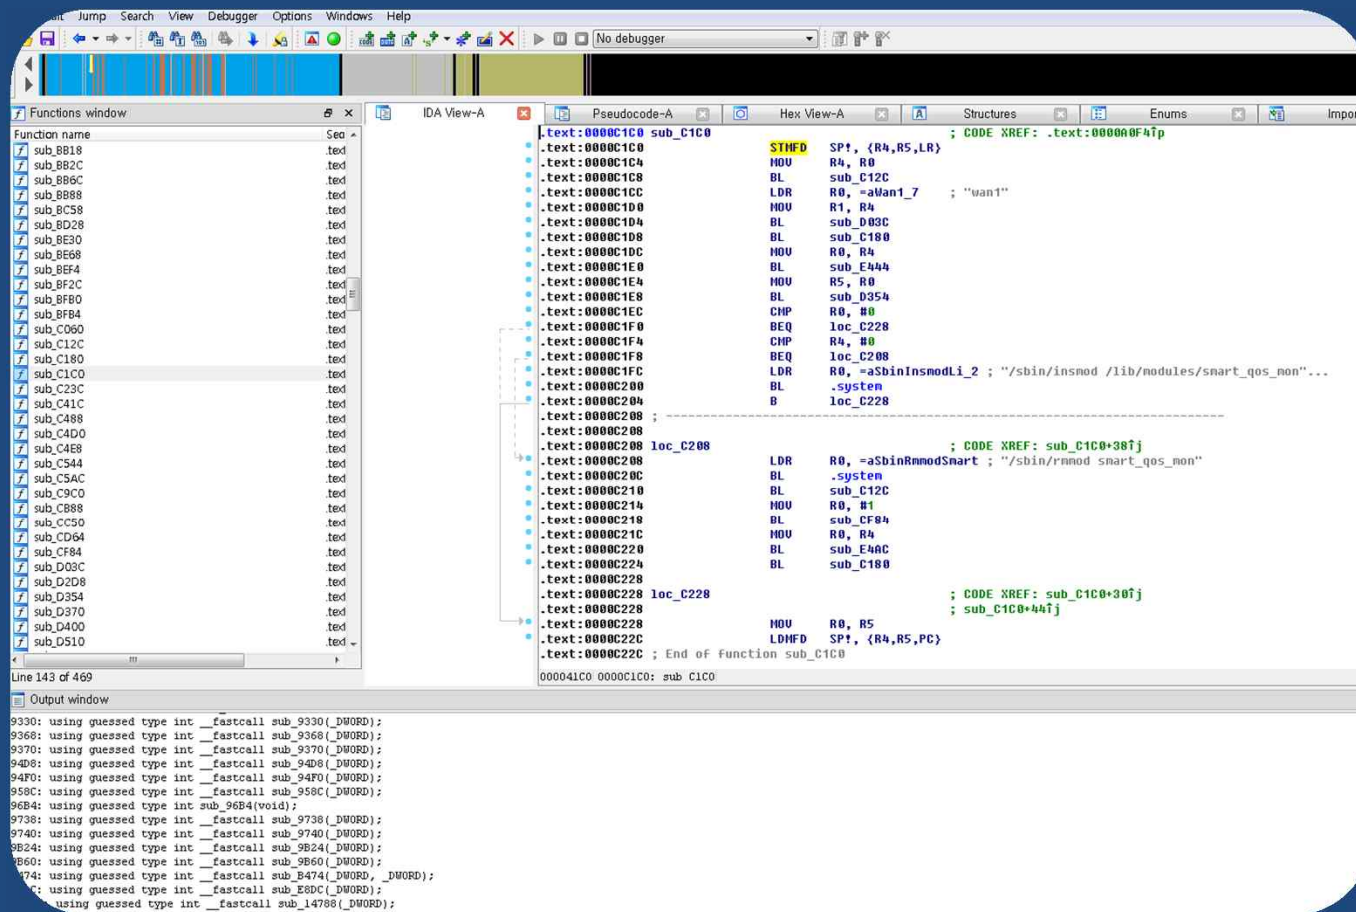 Jump Search View Debugger Options Windows Help
No debugger
Functions window
IDA View-A Pseudocode-A Hex View-A Structures Enums Impor
Function name Seg
sub_BB18 .text
sub_BB2C .text
sub_BB6C .text
sub_BB88 .text
sub_BC58 .text
sub_BD28 .text
sub_BE30 .text
sub_BE68 .text
sub_BEF4 .text
sub_BF2C .text
sub_BFB0 .text
sub_BFB4 .text
sub_C060 .text
sub_C12C .text
sub_C180 .text
sub_C1C0 .text
sub_C23C .text
sub_C41C .text
sub_C488 .text
sub_C4D0 .text
sub_C4E8 .text
sub_C544 .text
sub_C5AC .text
sub_C9C0 .text
sub_CB88 .text
sub_CC50 .text
sub_CD64 .text
sub_CF84 .text
sub_D03C .text
sub_D2D8 .text
sub_D354 .text
sub_D370 .text
sub_D400 .text
sub_D510 .text
Line 143 of 469
.text:0000C1C0 sub_C1C0 ; CODE XREF: .text:0000A0F4↑p
.text:0000C1C0 STMFD SP!, {R4,R5,LR}
.text:0000C1C4 MOV R4, R0
.text:0000C1C8 BL sub_C12C
.text:0000C1CC LDR R0, =aWan1_7 ; "wan1"
.text:0000C1D0 MOV R1, R4
.text:0000C1D4 BL sub_D03C
.text:0000C1D8 BL sub_C180
.text:0000C1DC MOV R0, R4
.text:0000C1E0 BL sub_E444
.text:0000C1E4 MOV R5, R0
.text:0000C1E8 BL sub_D354
.text:0000C1EC CMP R0, #0
.text:0000C1F0 BEQ loc_C228
.text:0000C1F4 CMP R4, #0
.text:0000C1F8 BEQ loc_C208
.text:0000C1FC LDR R0, =aSbinInsmodLi_2 ; "/sbin/insmod /lib/modules/smart_qos_mon"...
.text:0000C200 BL .system
.text:0000C204 B loc_C228
.text:0000C208 ; ---------------------------------------------------------------------------
.text:0000C208
.text:0000C208 loc_C208 ; CODE XREF: sub_C1C0+38↑j
.text:0000C208 LDR R0, =aSbinRmmodSmart ; "/sbin/rmmod smart_qos_mon"
.text:0000C20C BL .system
.text:0000C210 BL sub_C12C
.text:0000C214 MOV R0, #1
.text:0000C218 BL sub_CF84
.text:0000C21C MOV R0, R4
.text:0000C220 BL sub_E4AC
.text:0000C224 BL sub_C180
.text:0000C228
.text:0000C228 loc_C228 ; CODE XREF: sub_C1C0+30↑j
.text:0000C228 ; sub_C1C0+44↑j
.text:0000C228 MOV R0, R5
.text:0000C22C LDMFD SP!, {R4,R5,PC}
.text:0000C22C ; End of function sub_C1C0
000041C0 0000C1C0: sub C1C0
Output window
9330: using guessed type int __fastcall sub_9330(_DWORD);
9368: using guessed type int __fastcall sub_9368(_DWORD);
9370: using guessed type int __fastcall sub_9370(_DWORD);
94D8: using guessed type int __fastcall sub_94D8(_DWORD);
94F0: using guessed type int __fastcall sub_94F0(_DWORD);
958C: using guessed type int __fastcall sub_958C(_DWORD);
96B4: using guessed type int sub_96B4(void);
9738: using guessed type int __fastcall sub_9738(_DWORD);
9740: using guessed type int __fastcall sub_9740(_DWORD);
9B24: using guessed type int __fastcall sub_9B24(_DWORD);
9B60: using guessed type int __fastcall sub_9B60(_DWORD);
474: using guessed type int __fastcall sub_B474(_DWORD, _DWORD);
C: using guessed type int __fastcall sub_E8DC(_DWORD);
using guessed type int __fastcall sub_14788(_DWORD);